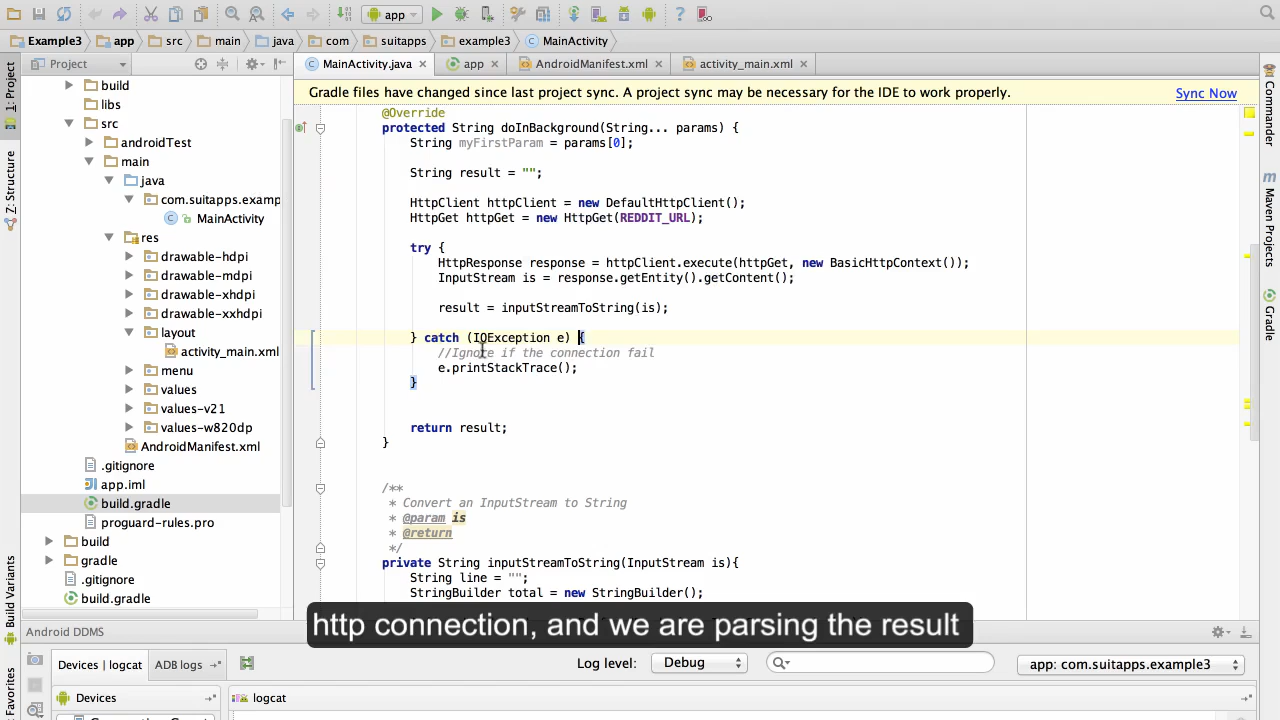 app
Example3 app src main java com suitapps example3 MainActivity
Project
MainActivity.java app AndroidManifest.xml activity_main.xml
Gradle files have changed since last project sync. A project sync may be necessary for the IDE to work properly. Sync Now
1: Project
Z: Structure
Build Variants
Favorites
build
libs
src
androidTest
main
java
com.suitapps.examp
MainActivity
res
drawable-hdpi
drawable-mdpi
drawable-xhdpi
drawable-xxhdpi
layout
activity_main.xml
menu
values
values-v21
values-w820dp
AndroidManifest.xml
.gitignore
app.iml
build.gradle
proguard-rules.pro
build
gradle
.gitignore
build.gradle
@Override
protected String doInBackground(String... params) {
String myFirstParam = params[0];
String result = "";
HttpClient httpClient = new DefaultHttpClient();
HttpGet httpGet = new HttpGet(REDDIT_URL);
try {
HttpResponse response = httpClient.execute(httpGet, new BasicHttpContext());
InputStream is = response.getEntity().getContent();
result = inputStreamToString(is);
} catch (IOException e) {
//Ignore if the connection fail
e.printStackTrace();
}
return result;
}
/**
* Convert an InputStream to String
* @param is
* @return
*/
private String inputStreamToString(InputStream is){
String line = "";
StringBuilder total = new StringBuilder();
http connection, and we are parsing the result
Commander
Maven Projects
Gradle
Android DDMS
Devices | logcat ADB logs Log level: Debug app: com.suitapps.example3
Devices logcat